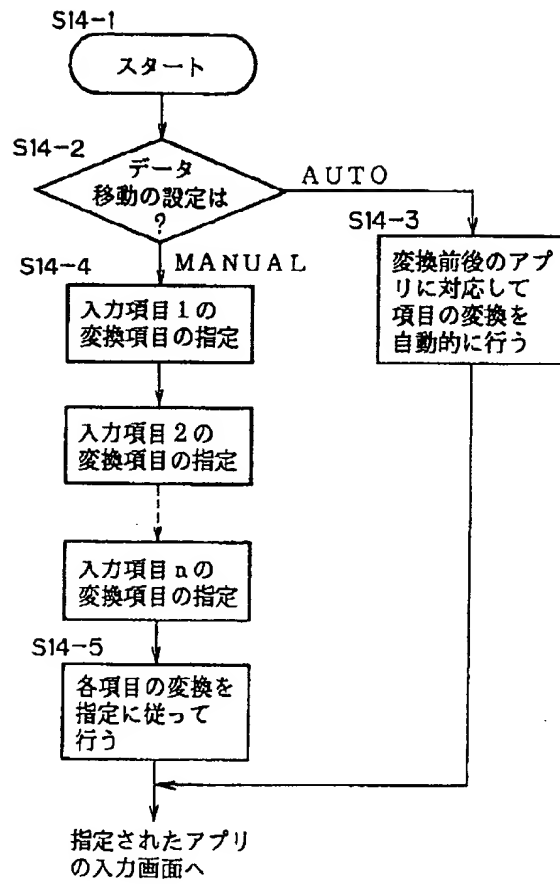 S14-1
スタート
S14-2
データ
移動の設定は
?
AUTO
S14-3
変換前後のアプ
リに対応して
項目の変換を
自動的に行う
MANUAL
S14-4
入力項目1の
変換項目の指定
入力項目2の
変換項目の指定
入力項目nの
変換項目の指定
S14-5
各項目の変換を
指定に従って
行う
指定されたアプリ
の入力画面へ